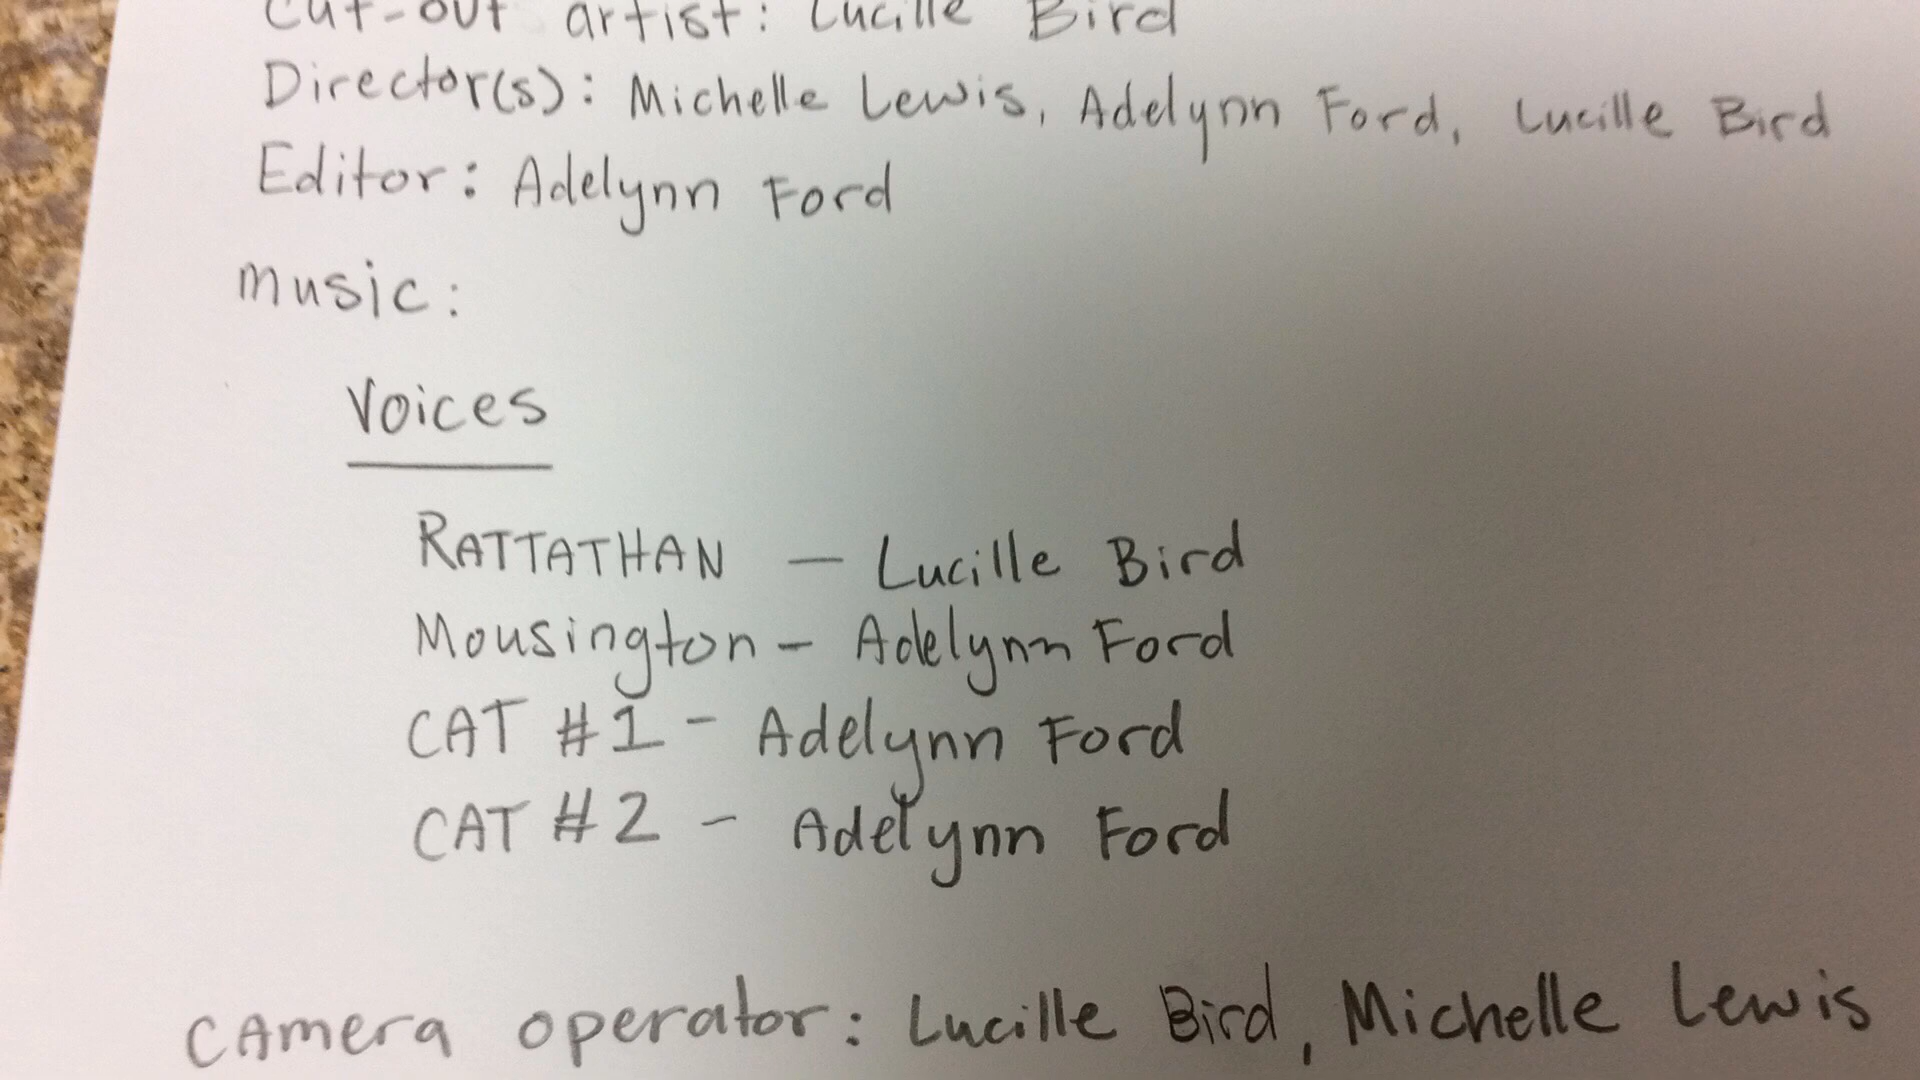 Cut-out artist: Lucille Bird
Director(s): Michelle Lewis, Adelynn Ford, Lucille Bird
Editor: Adelynn Ford
music:
Voices
RATTATHAN — Lucille Bird
Mousington - Adelynn Ford
CAT #1 - Adelynn Ford
CAT #2 - Adelynn Ford
CAmera operator: Lucille Bird, Michelle Lewis